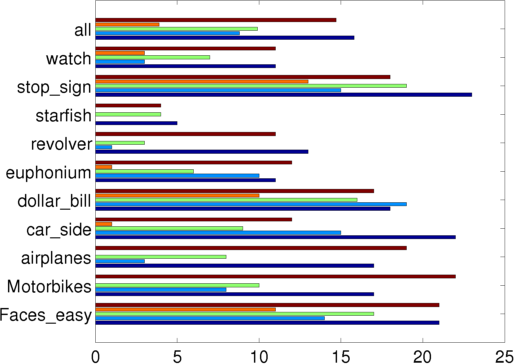 all
watch
stop_sign
starfish
revolver
euphonium
dollar_bill
car_side
airplanes
Motorbikes
Faces_easy
0 5 10 15 20 25